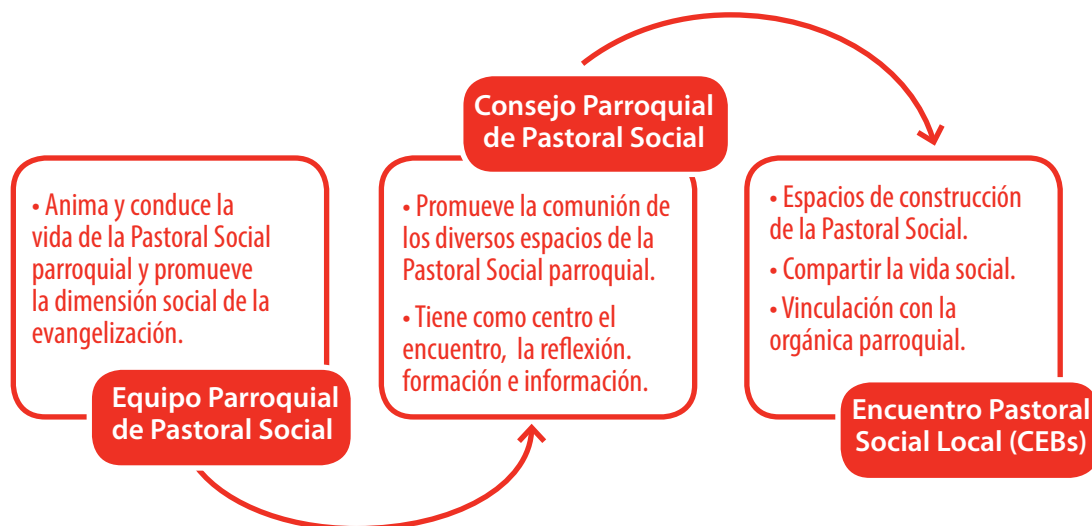 • Anima y conduce la
vida de la Pastoral Social
parroquial y promueve
la dimensión social de la
evangelización.
Equipo Parroquial
de Pastoral Social
Consejo Parroquial
de Pastoral Social
• Promueve la comunión de
los diversos espacios de la
Pastoral Social parroquial.
• Tiene como centro el
encuentro, la reflexión.
formación e información.
• Espacios de construcción
de la Pastoral Social.
• Compartir la vida social.
• Vinculación con la
orgánica parroquial.
Encuentro Pastoral
Social Local (CEBs)